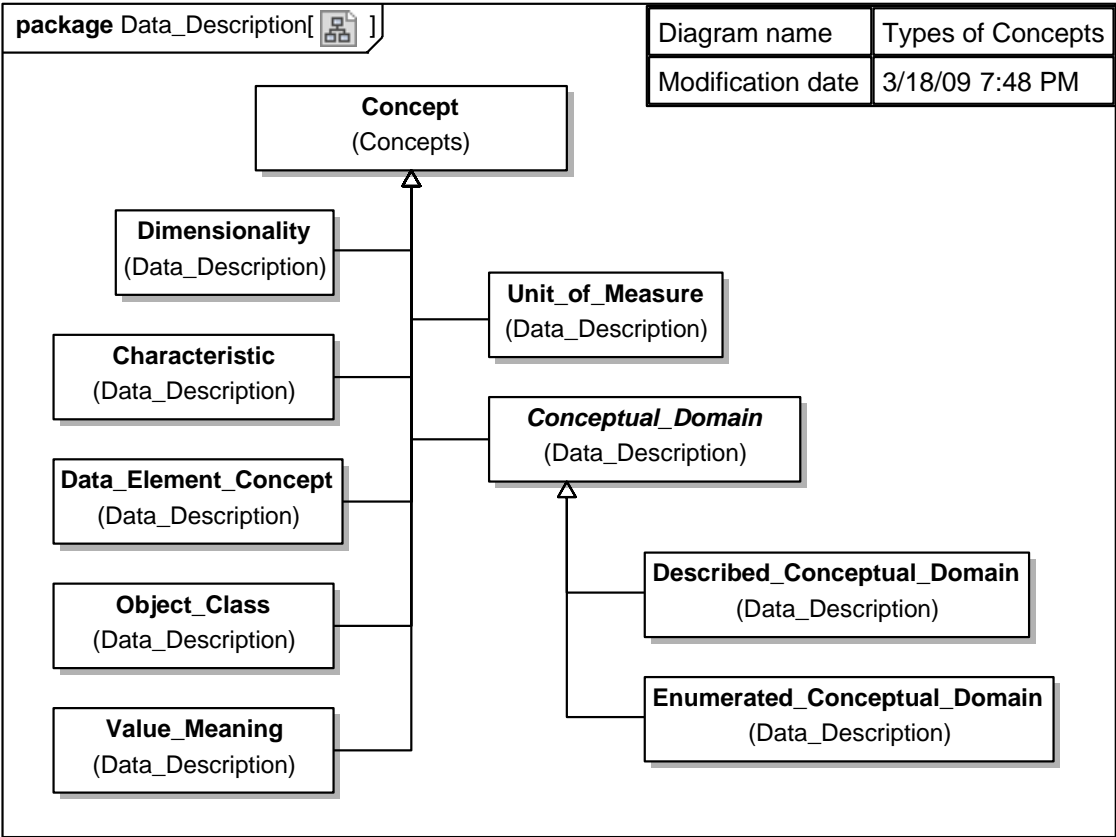 package Data_Description[ ]
Diagram name Types of Concepts
Modification date 3/18/09 7:48 PM
Concept
(Concepts)
Dimensionality
(Data_Description)
Unit_of_Measure
(Data_Description)
Characteristic
(Data_Description)
Conceptual_Domain
(Data_Description)
Data_Element_Concept
(Data_Description)
Described_Conceptual_Domain
(Data_Description)
Object_Class
(Data_Description)
Enumerated_Conceptual_Domain
(Data_Description)
Value_Meaning
(Data_Description)